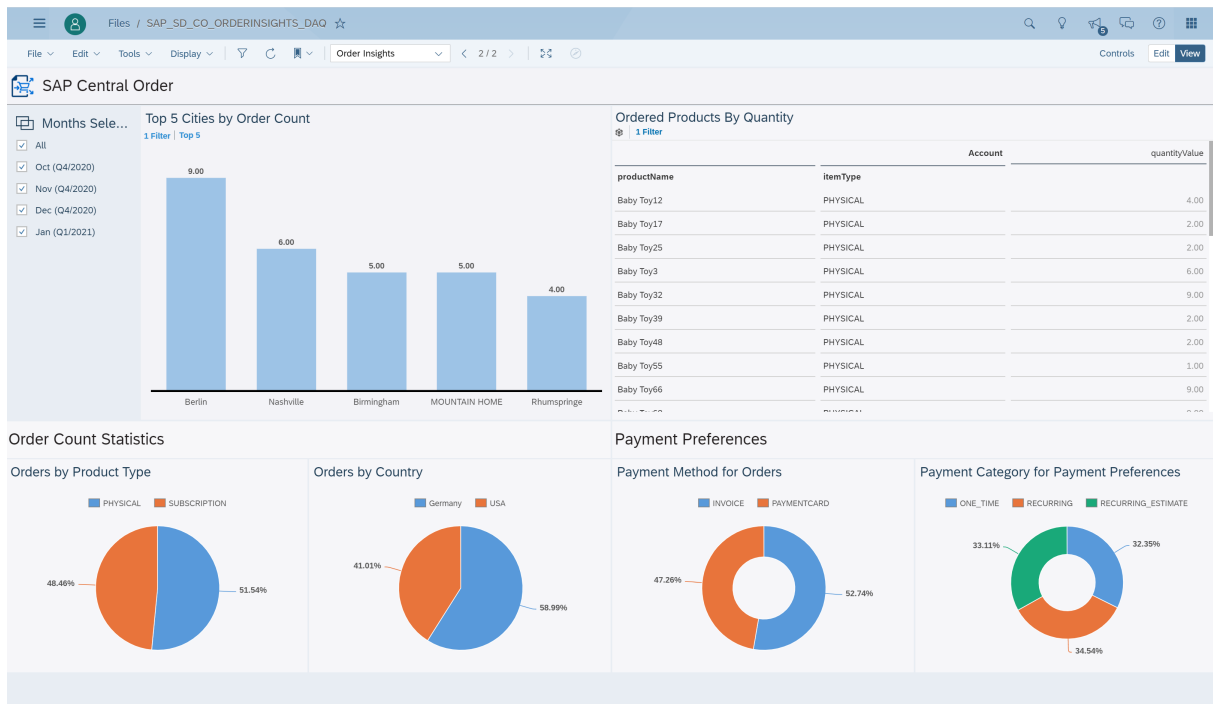 Files / SAP_SD_CO_ORDERINSIGHTS_DAQ
5
File Edit Tools Display Order Insights 2 / 2 Controls Edit View
SAP Central Order
Months Sele...
All
Oct (Q4/2020)
Nov (Q4/2020)
Dec (Q4/2020)
Jan (Q1/2021)
Top 5 Cities by Order Count
1 Filter Top 5
9.00
6.00
5.00
5.00
4.00
Berlin Nashville Birmingham MOUNTAIN HOME Rhumspringe
Ordered Products By Quantity
1 Filter
Account quantityValue
productName itemType
Baby Toy12 PHYSICAL 4.00
Baby Toy17 PHYSICAL 2.00
Baby Toy25 PHYSICAL 2.00
Baby Toy3 PHYSICAL 6.00
Baby Toy32 PHYSICAL 9.00
Baby Toy39 PHYSICAL 2.00
Baby Toy48 PHYSICAL 2.00
Baby Toy55 PHYSICAL 1.00
Baby Toy66 PHYSICAL 9.00
Order Count Statistics
Orders by Product Type
PHYSICAL SUBSCRIPTION
48.46%
51.54%
Orders by Country
Germany USA
41.01%
58.99%
Payment Preferences
Payment Method for Orders
INVOICE PAYMENTCARD
47.26%
52.74%
Payment Category for Payment Preferences
ONE_TIME RECURRING RECURRING_ESTIMATE
33.11%
32.35%
34.54%